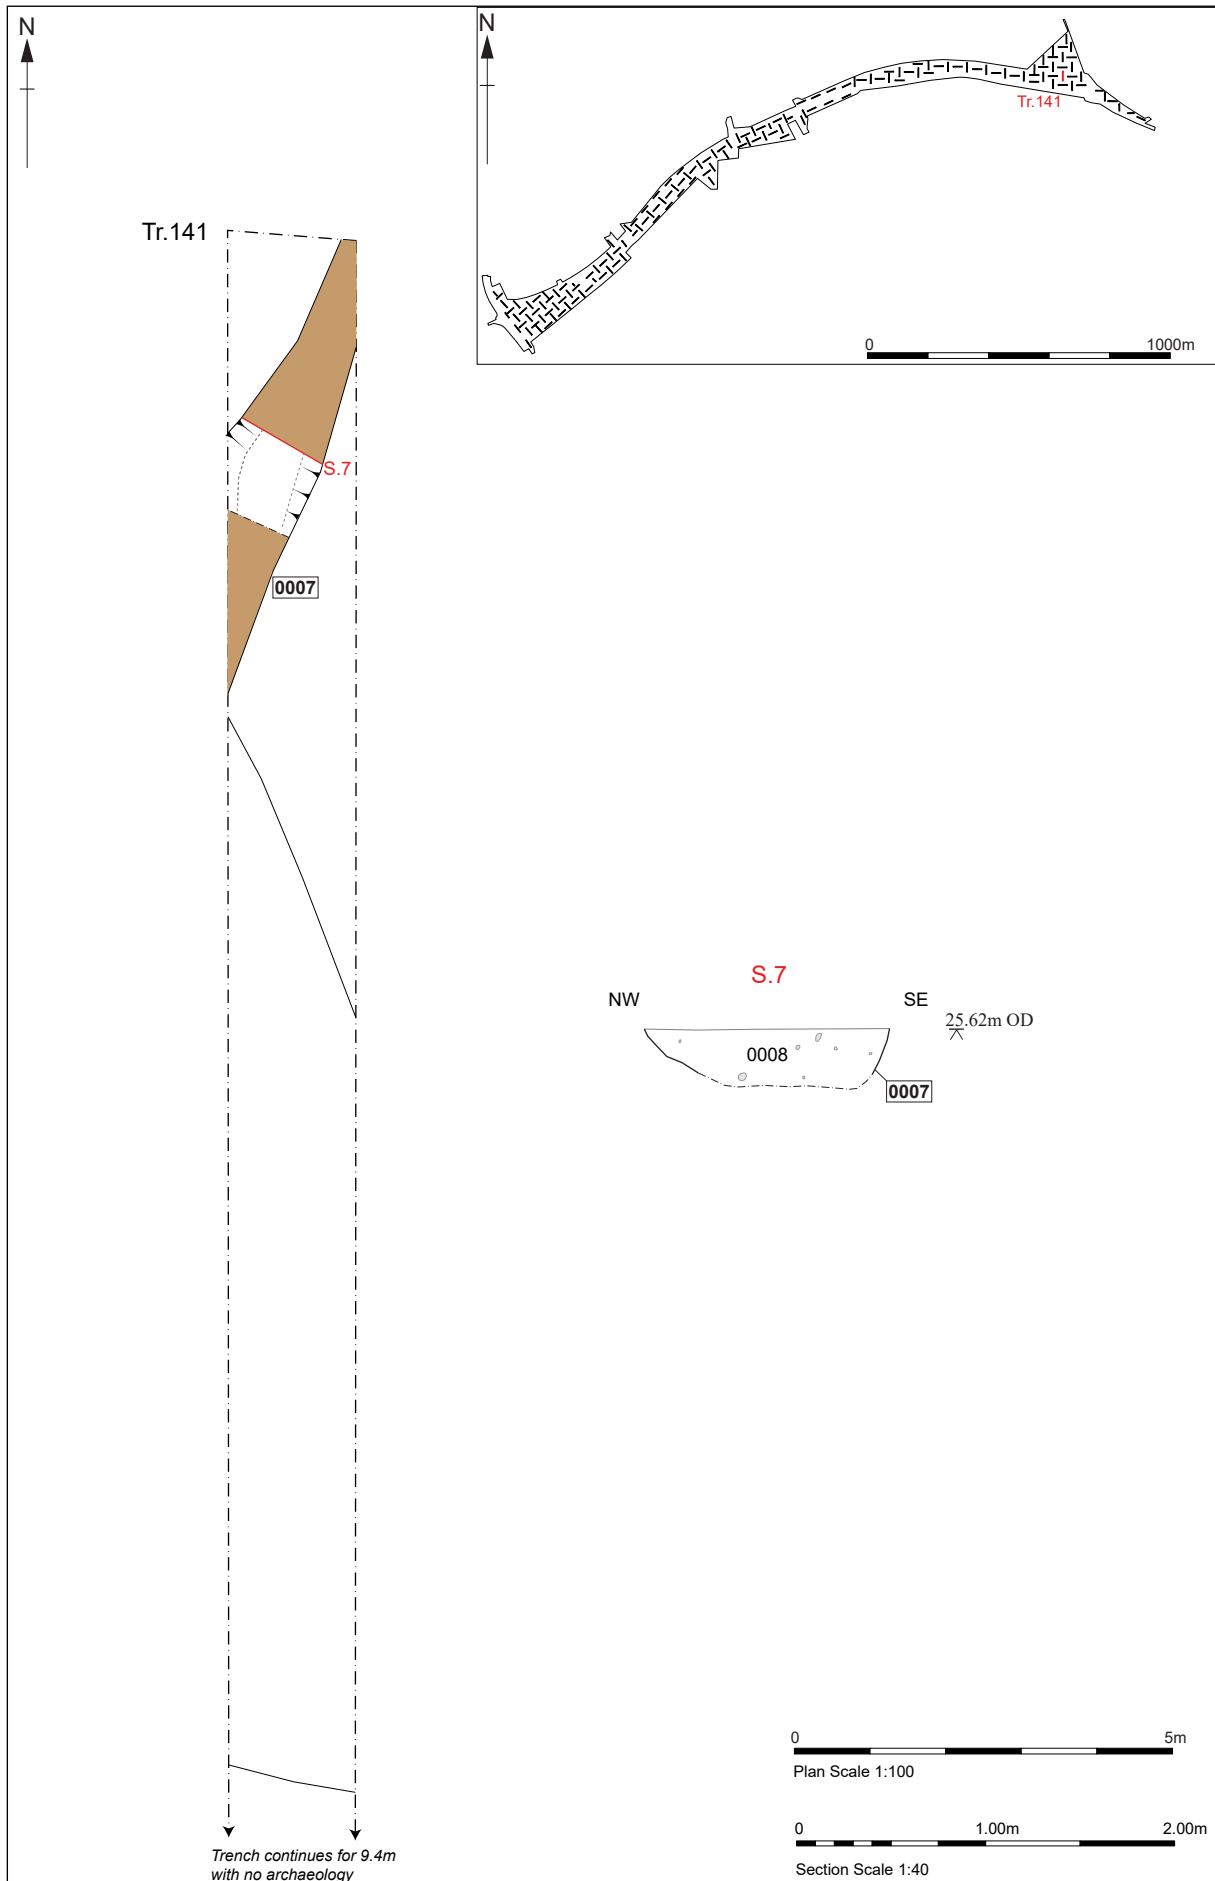 N
N
Tr.141
0 1000m
Tr.141
S.7
0007
S.7
NW SE
25.62m OD
0008
0007
0 5m
Plan Scale 1:100
0 1.00m 2.00m
Section Scale 1:40
Trench continues for 9.4m
with no archaeology